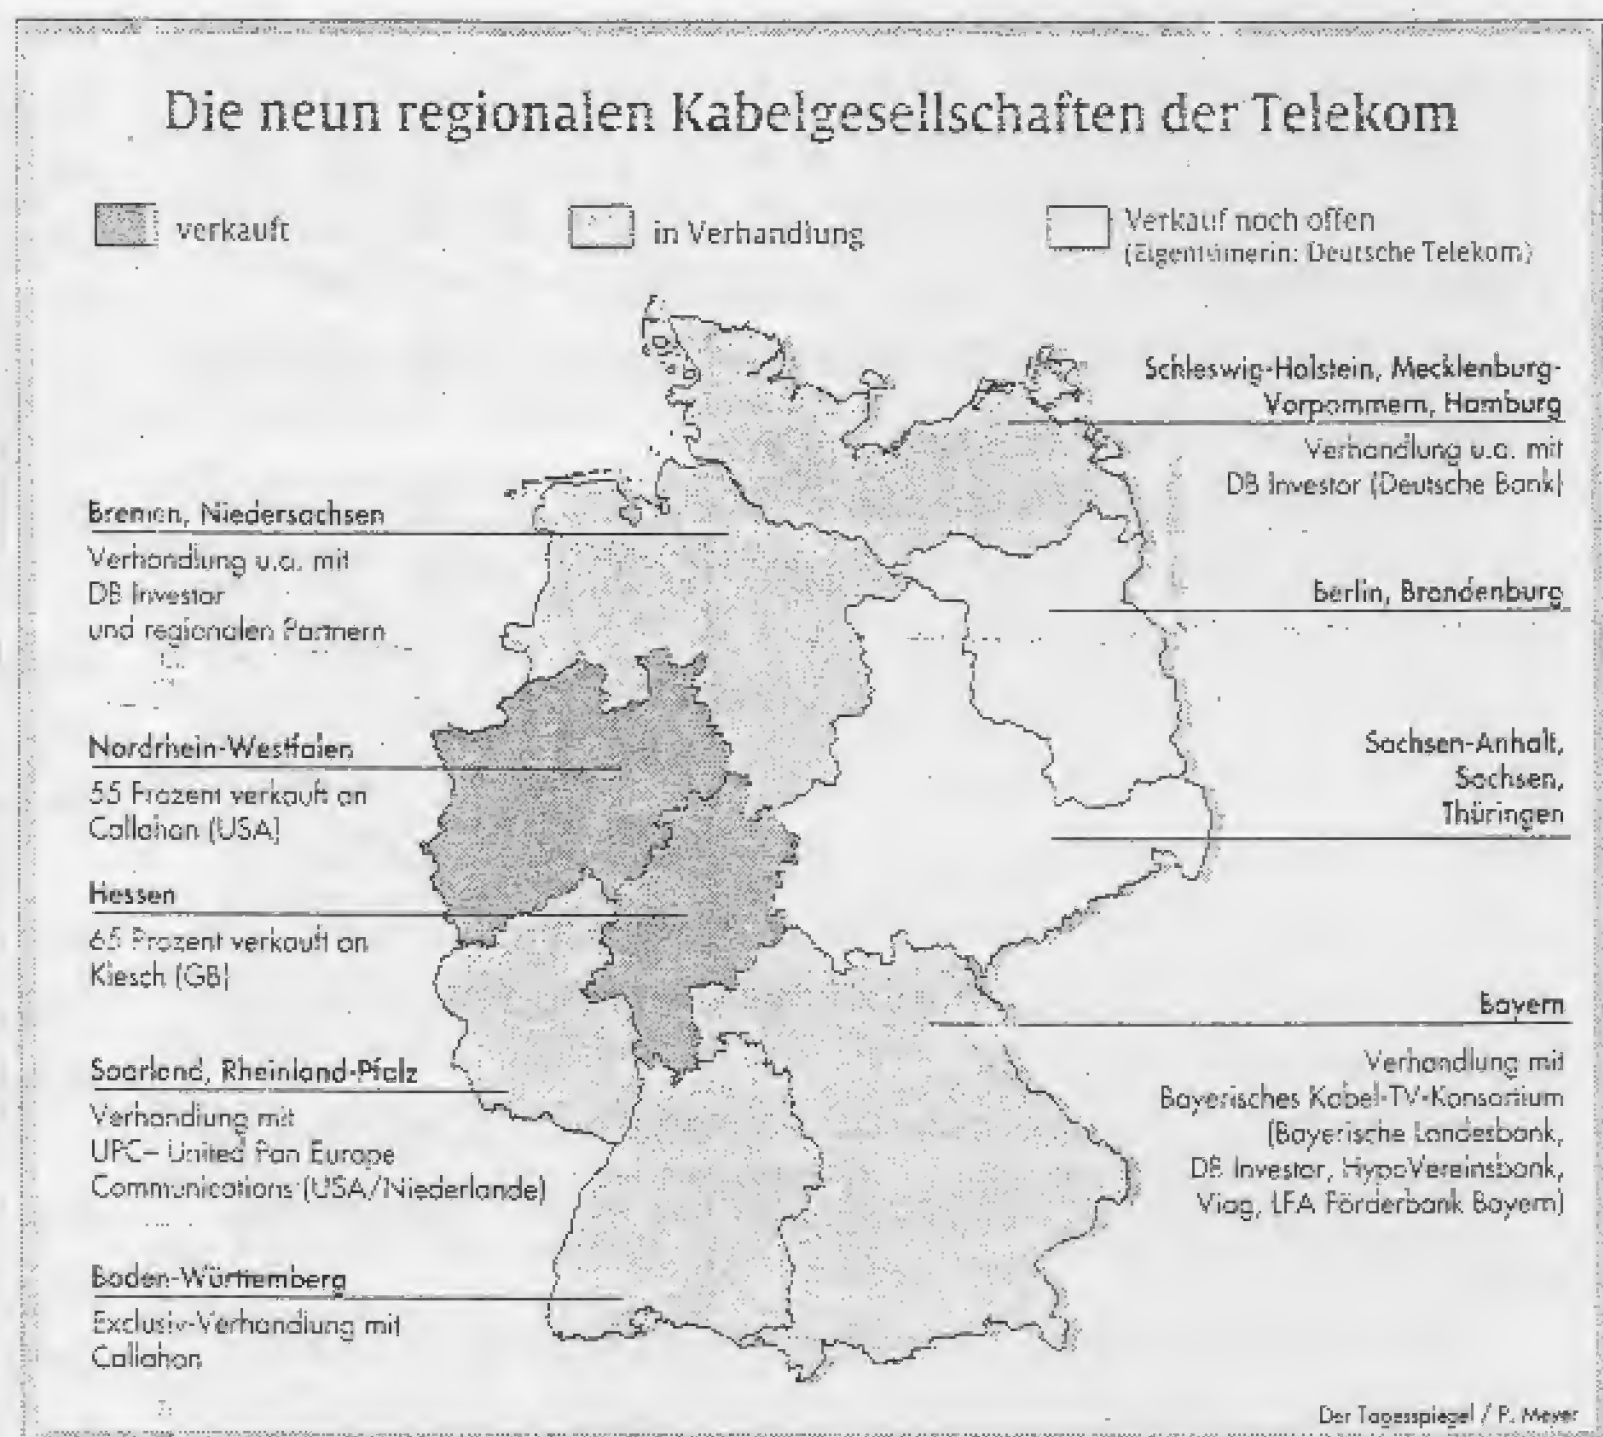 Die neun regionalen Kabelgesellschaften der Telekom
verkauft
in Verhandlung
Verkauf noch offen
(Eigentümerin: Deutsche Telekom)
Schleswig-Holstein, Mecklenburg-
Vorpommern, Hamburg
Verhandlung u.a. mit
DB Investor (Deutsche Bank)
Bremen, Niedersachsen
Verhandlung u.a. mit
DB Investor
und regionalen Partnern
Berlin, Brandenburg
Nordrhein-Westfalen
55 Prozent verkauft an
Callahan (USA)
Sachsen-Anhalt,
Sachsen,
Thüringen
Hessen
65 Prozent verkauft an
Kiesch (GB)
Bayern
Verhandlung mit
Bayerisches Kabel-TV-Konsortium
(Bayerische Landesbank,
DB Investor, HypoVereinsbank,
Viag, LFA Förderbank Bayern)
Saarland, Rheinland-Pfalz
Verhandlung mit
UPC– United Pan Europe
Communications (USA/Niederlande)
Baden-Württemberg
Exclusiv-Verhandlung mit
Callahan
Der Tagesspiegel / P. Meyer